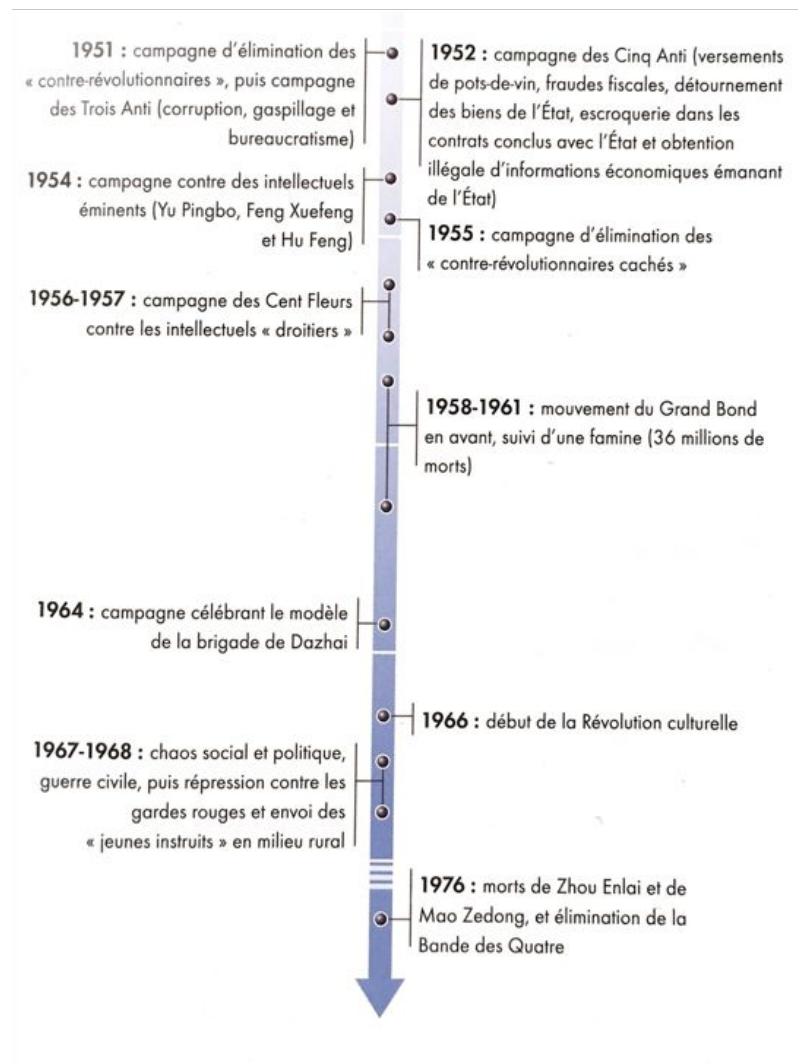 1951 : campagne d'élimination des
« contre-révolutionnaires », puis campagne
des Trois Anti (corruption, gaspillage et
bureaucratisme)
1952 : campagne des Cinq Anti (versements
de pots-de-vin, fraudes fiscales, détournement
des biens de l'État, escroquerie dans les
contrats conclus avec l'État et obtention
illégale d'informations économiques émanant
de l'État)
1954 : campagne contre des intellectuels
éminents (Yu Pingbo, Feng Xuefeng
et Hu Feng)
1955 : campagne d'élimination des
« contre-révolutionnaires cachés »
1956-1957 : campagne des Cent Fleurs
contre les intellectuels « droitiers »
1958-1961 : mouvement du Grand Bond
en avant, suivi d'une famine (36 millions de
morts)
1964 : campagne célébrant le modèle
de la brigade de Dazhai
1966 : début de la Révolution culturelle
1967-1968 : chaos social et politique,
guerre civile, puis répression contre les
gardes rouges et envoi des
« jeunes instruits » en milieu rural
1976 : morts de Zhou Enlai et de
Mao Zedong, et élimination de la
Bande des Quatre